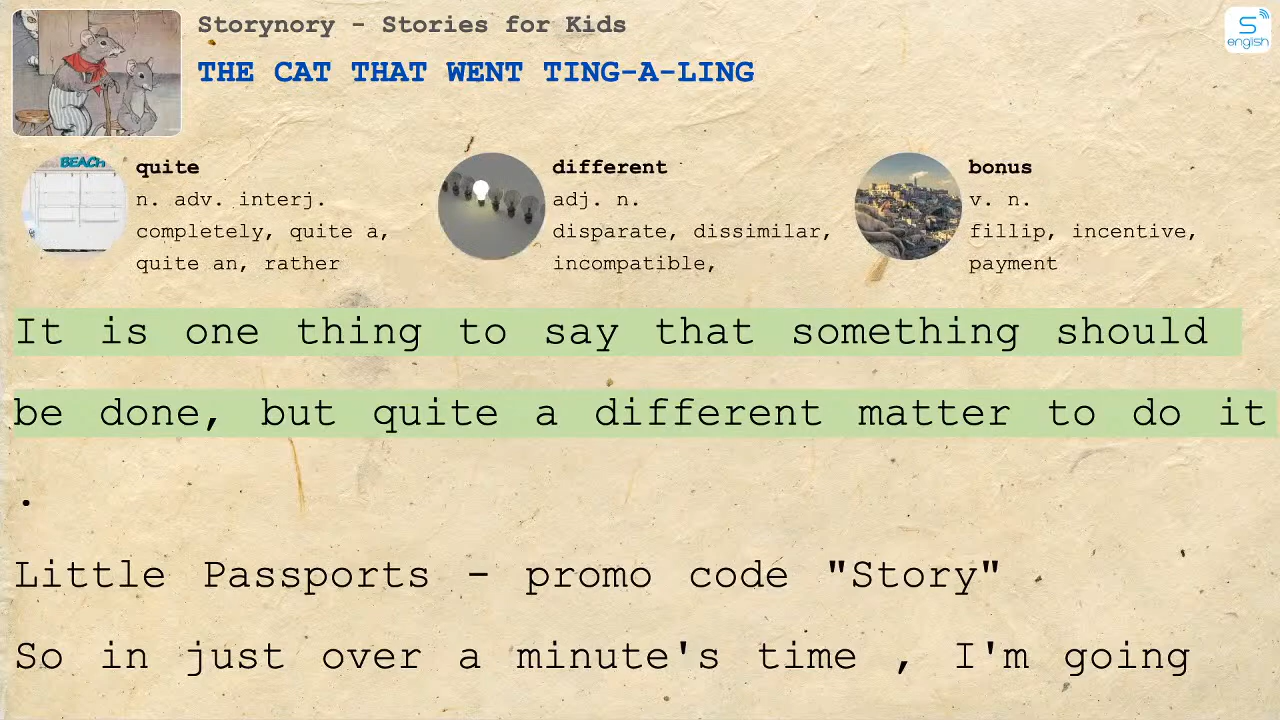 Storynory - Stories for Kids
THE CAT THAT WENT TING-A-LING
S
english
BEACH
quite
n. adv. interj.
completely, quite a,
quite an, rather
different
adj. n.
disparate, dissimilar,
incompatible,
bonus
v. n.
fillip, incentive,
payment
It is one thing to say that something should
be done, but quite a different matter to do it
.
Little Passports - promo code "Story"
So in just over a minute's time , I'm going